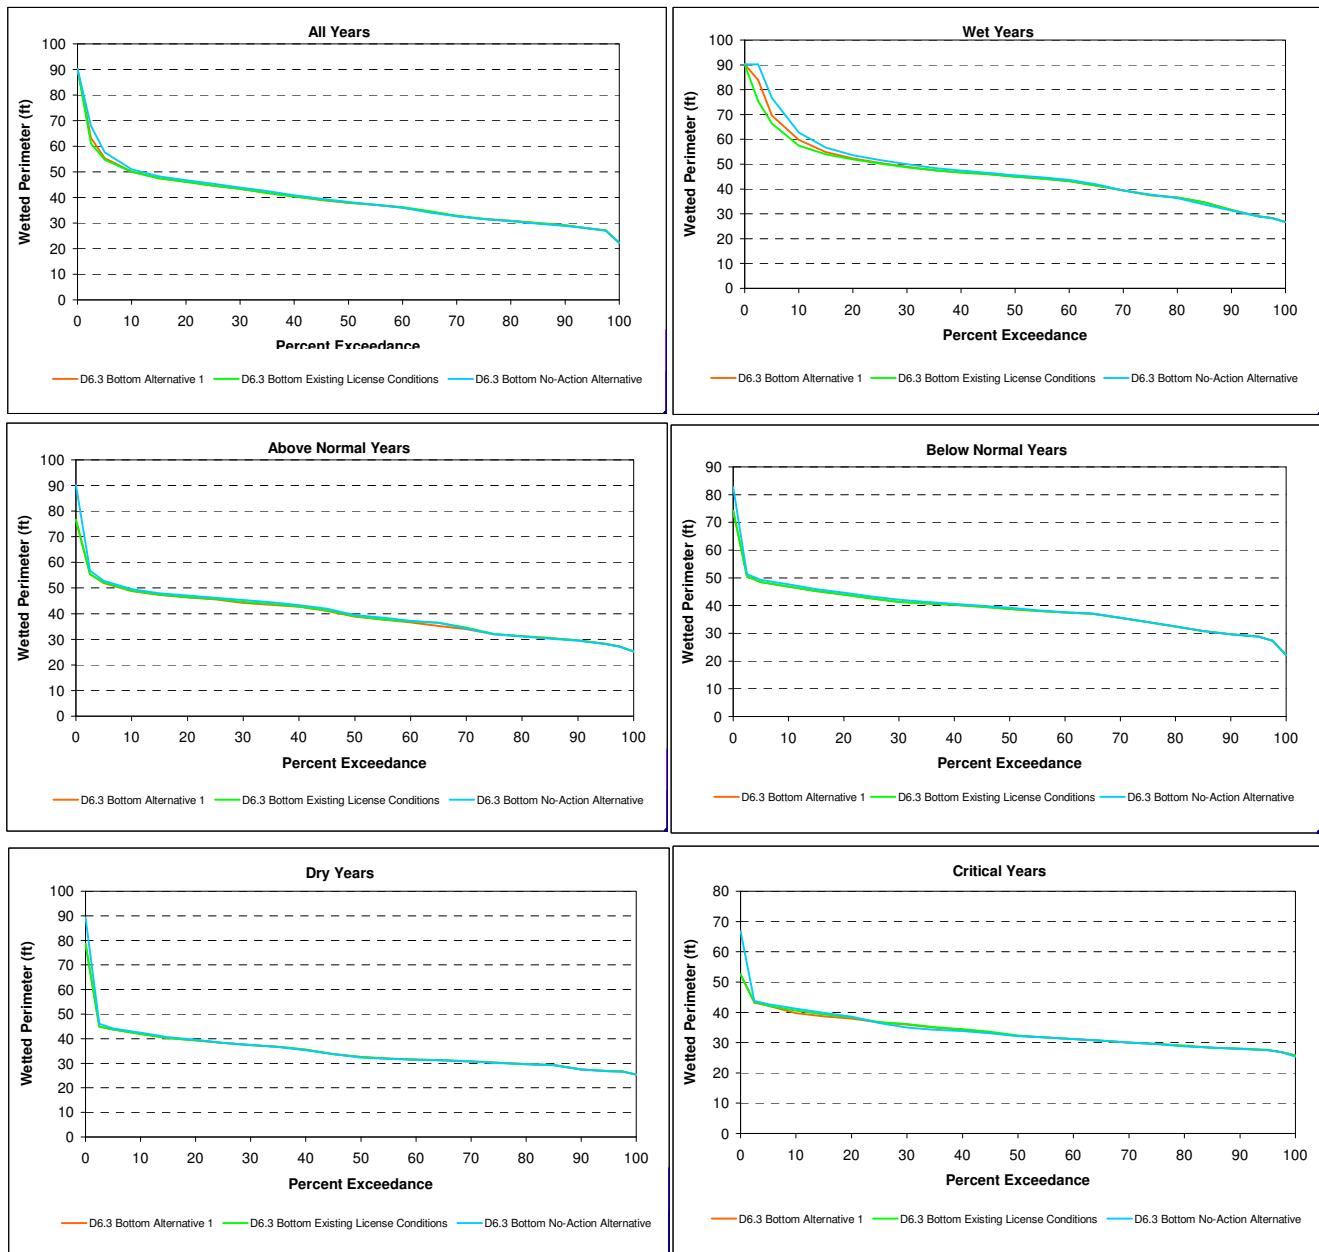 All Years
Wetted Perimeter (ft)
100
90
80
70
60
50
40
30
20
10
0
0 10 20 30 40 50 60 70 80 90 100
Percent Exceedance
D6.3 Bottom Alternative 1 D6.3 Bottom Existing License Conditions D6.3 Bottom No-Action Alternative
Wet Years
Wetted Perimeter (ft)
100
90
80
70
60
50
40
30
20
10
0
0 10 20 30 40 50 60 70 80 90 100
Percent Exceedance
D6.3 Bottom Alternative 1 D6.3 Bottom Existing License Conditions D6.3 Bottom No-Action Alternative
Above Normal Years
Wetted Perimeter (ft)
100
90
80
70
60
50
40
30
20
10
0
0 10 20 30 40 50 60 70 80 90 100
Percent Exceedance
D6.3 Bottom Alternative 1 D6.3 Bottom Existing License Conditions D6.3 Bottom No-Action Alternative
Below Normal Years
Wetted Perimeter (ft)
90
80
70
60
50
40
30
20
10
0
0 10 20 30 40 50 60 70 80 90 100
Percent Exceedance
D6.3 Bottom Alternative 1 D6.3 Bottom Existing License Conditions D6.3 Bottom No-Action Alternative
Dry Years
Wetted Perimeter (ft)
100
90
80
70
60
50
40
30
20
10
0
0 10 20 30 40 50 60 70 80 90 100
Percent Exceedance
D6.3 Bottom Alternative 1 D6.3 Bottom Existing License Conditions D6.3 Bottom No-Action Alternative
Critical Years
Wetted Perimeter (ft)
80
70
60
50
40
30
20
10
0
0 10 20 30 40 50 60 70 80 90 100
Percent Exceedance
D6.3 Bottom Alternative 1 D6.3 Bottom Existing License Conditions D6.3 Bottom No-Action Alternative